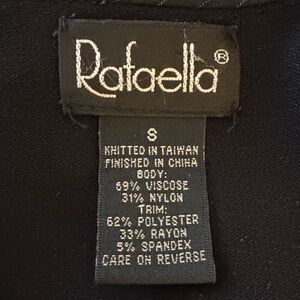 Rafaella®
S
KNITTED IN TAIWAN
FINISHED IN CHINA
BODY:
69% VISCOSE
31% NYLON
TRIM:
62% POLYESTER
33% RAYON
5% SPANDEX
CARE ON REVERSE